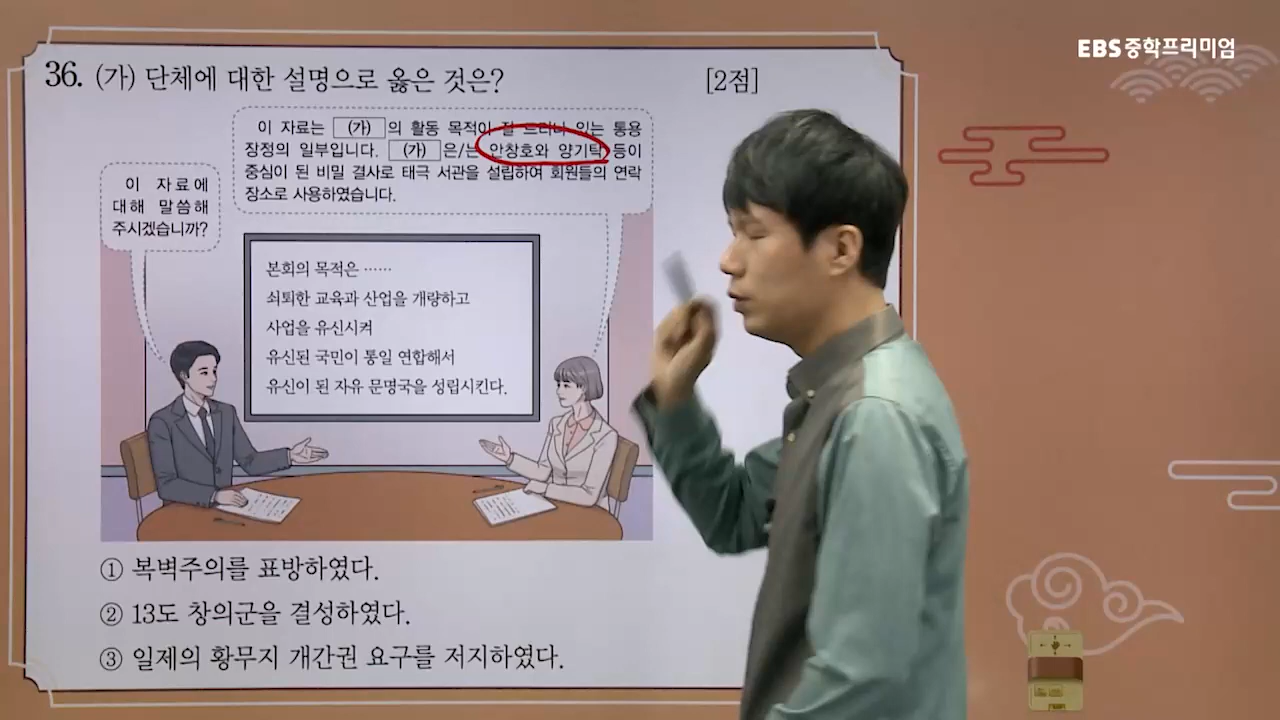 EBS 중학프리미엄
36. (가) 단체에 대한 설명으로 옳은 것은? [2점]
이 자료는 (가) 의 활동 목적이 잘 드러나 있는 통용
장정의 일부입니다. (가) 은/는 안창호와 양기탁 등이
중심이 된 비밀 결사로 태극 서관을 설립하여 회원들의 연락
장소로 사용하였습니다.
이 자료에
대해 말씀해
주시겠습니까?
본회의 목적은 ……
쇠퇴한 교육과 산업을 개량하고
사업을 유신시켜
유신된 국민이 통일 연합해서
유신이 된 자유 문명국을 성립시킨다.
① 복벽주의를 표방하였다.
② 13도 창의군을 결성하였다.
③ 일제의 황무지 개간권 요구를 저지하였다.